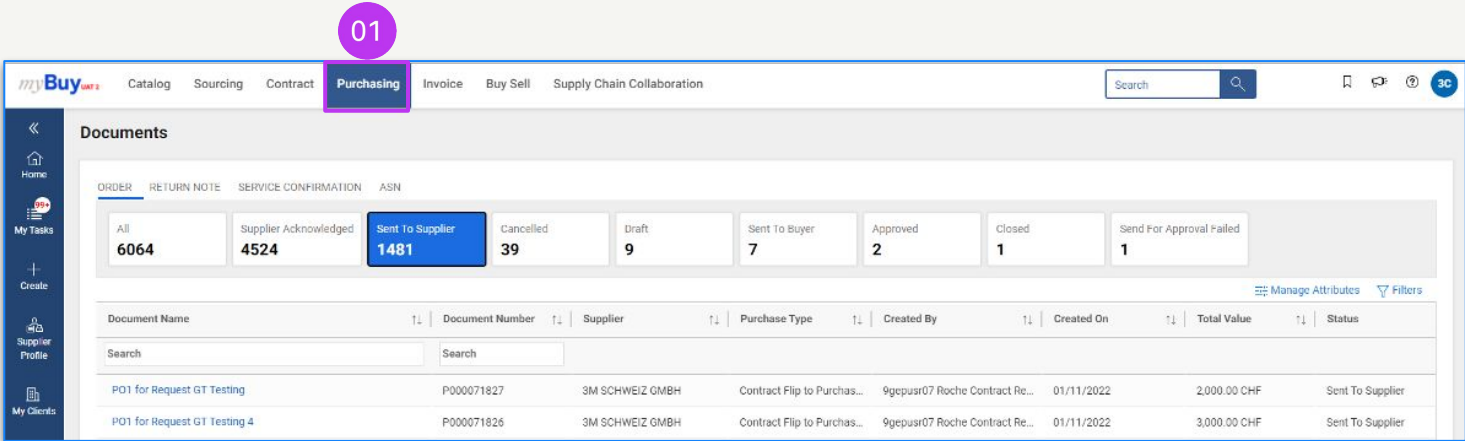 01
myBuy UAT 2 Catalog Sourcing Contract Purchasing Invoice Buy Sell Supply Chain Collaboration Search 3C
Documents
Home
ORDER RETURN NOTE SERVICE CONFIRMATION ASN
99+
My Tasks
All Supplier Acknowledged Sent To Supplier Cancelled Draft Sent To Buyer Approved Closed Send For Approval Failed
6064 4524 1481 39 9 7 2 1 1
Create
Manage Attributes Filters
Document Name Document Number Supplier Purchase Type Created By Created On Total Value Status
Supplier
Profile
Search Search
PO1 for Request GT Testing P000071827 3M SCHWEIZ GMBH Contract Flip to Purchas... 9gepusr07 Roche Contract Re... 01/11/2022 2,000.00 CHF Sent To Supplier
My Clients
PO1 for Request GT Testing 4 P000071826 3M SCHWEIZ GMBH Contract Flip to Purchas... 9gepusr07 Roche Contract Re... 01/11/2022 3,000.00 CHF Sent To Supplier